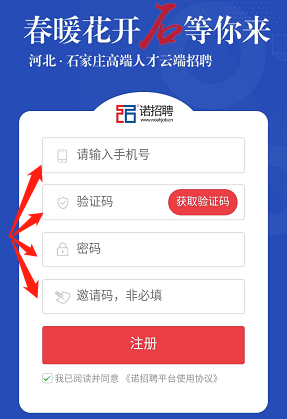 春暖花开 石等你来
河北·石家庄高端人才云端招聘
诺招聘
www.nuohjob.cn
请输入手机号
验证码 获取验证码
密码
邀请码，非必填
注册
我已阅读并同意 《诺招聘平台使用协议》